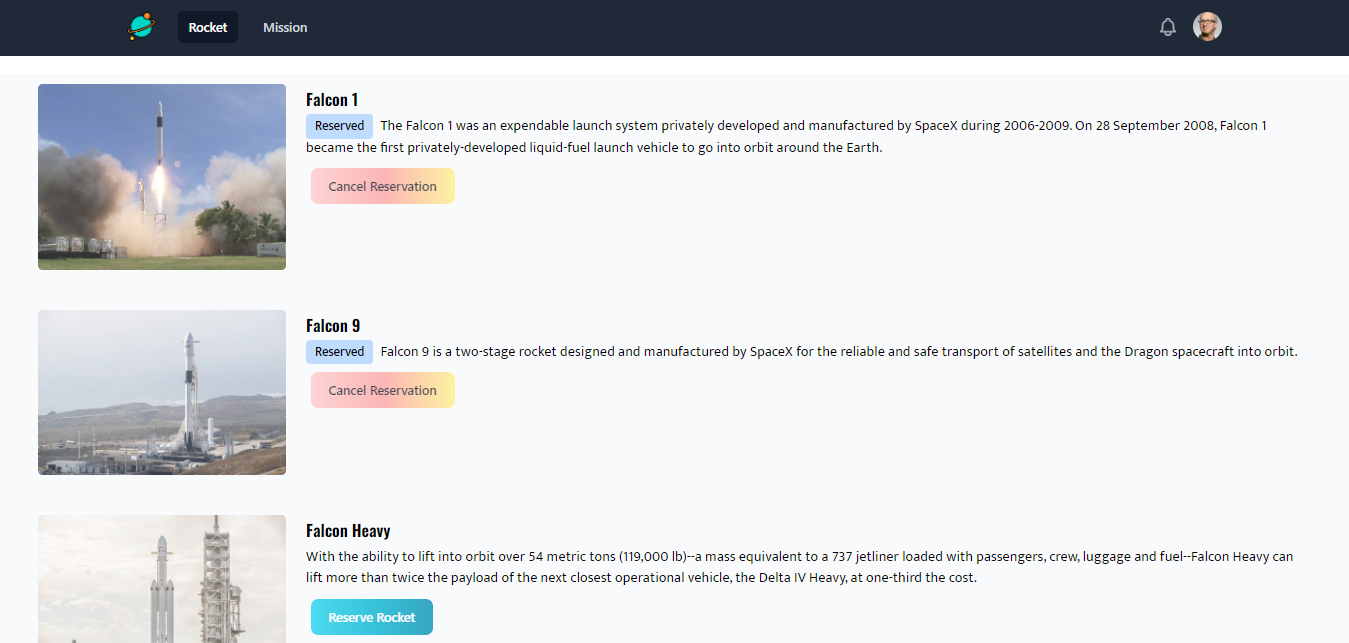 Rocket
Mission
Falcon 1
Reserved The Falcon 1 was an expendable launch system privately developed and manufactured by SpaceX during 2006-2009. On 28 September 2008, Falcon 1
became the first privately-developed liquid-fuel launch vehicle to go into orbit around the Earth.
Cancel Reservation
Falcon 9
Reserved Falcon 9 is a two-stage rocket designed and manufactured by SpaceX for the reliable and safe transport of satellites and the Dragon spacecraft into orbit.
Cancel Reservation
Falcon Heavy
With the ability to lift into orbit over 54 metric tons (119,000 lb)--a mass equivalent to a 737 jetliner loaded with passengers, crew, luggage and fuel--Falcon Heavy can
lift more than twice the payload of the next closest operational vehicle, the Delta IV Heavy, at one-third the cost.
Reserve Rocket